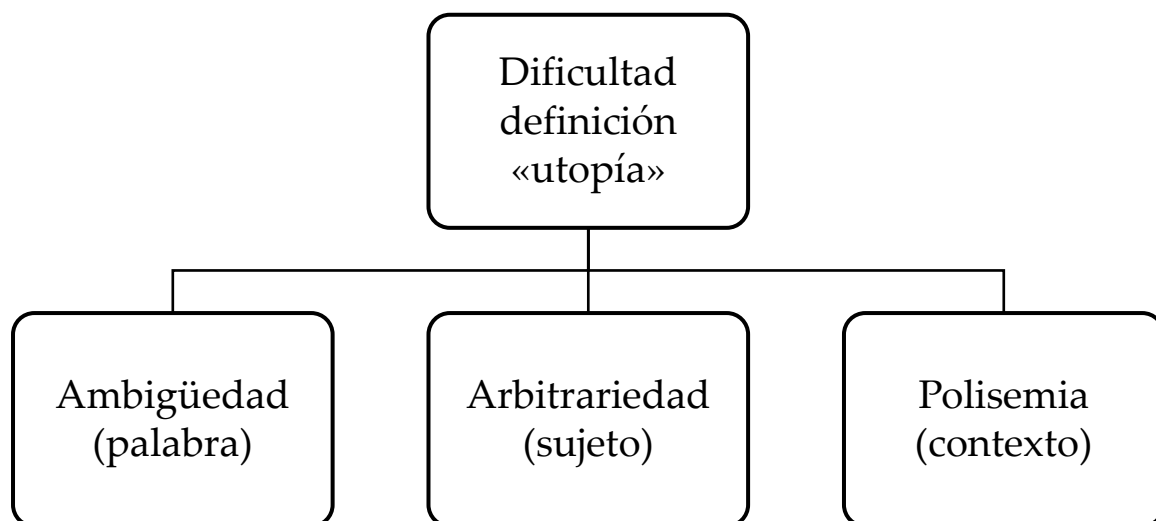 Dificultad
definición
«utopía»
Ambigüedad
(palabra)
Arbitrariedad
(sujeto)
Polisemia
(contexto)